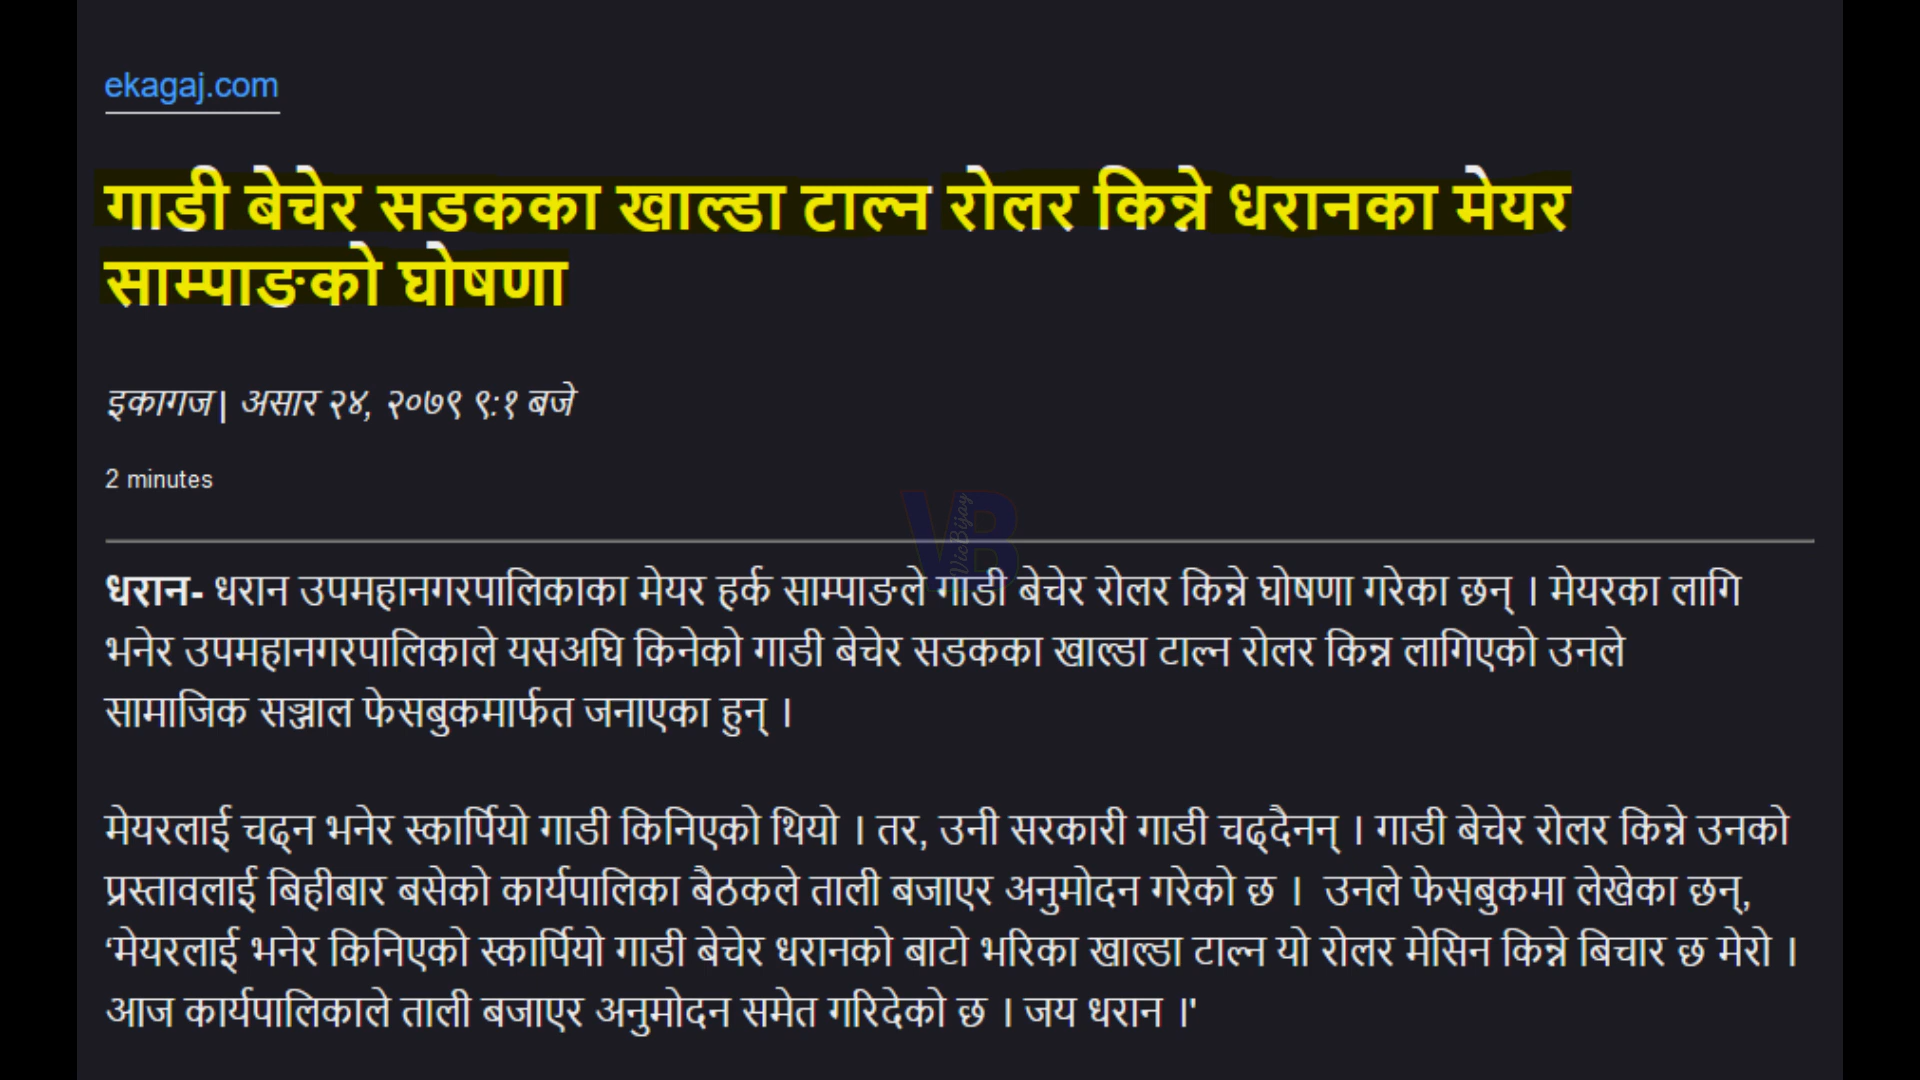 ekagaj.com
गाडी बेचेर सडकका खाल्डा टाल्न रोलर किन्ने धरानका मेयर
साम्पाङको घोषणा
इकागज | असार २४, २०७९ ९:१ बजे
2 minutes
VB
VicBijay
धरान- धरान उपमहानगरपालिकाका मेयर हर्क साम्पाङले गाडी बेचेर रोलर किन्ने घोषणा गरेका छन् । मेयरका लागि
भनेर उपमहानगरपालिकाले यसअघि किनेको गाडी बेचेर सडकका खाल्डा टाल्न रोलर किन्न लागिएको उनले
सामाजिक सञ्जाल फेसबुकमार्फत जनाएका हुन् ।
मेयरलाई चढ्न भनेर स्कार्पियो गाडी किनिएको थियो । तर, उनी सरकारी गाडी चढ्दैनन् । गाडी बेचेर रोलर किन्ने उनको
प्रस्तावलाई बिहीबार बसेको कार्यपालिका बैठकले ताली बजाएर अनुमोदन गरेको छ । उनले फेसबुकमा लेखेका छन्,
‘मेयरलाई भनेर किनिएको स्कार्पियो गाडी बेचेर धरानको बाटो भरिका खाल्डा टाल्न यो रोलर मेसिन किन्ने बिचार छ मेरो ।
आज कार्यपालिकाले ताली बजाएर अनुमोदन समेत गरिदेको छ । जय धरान ।'